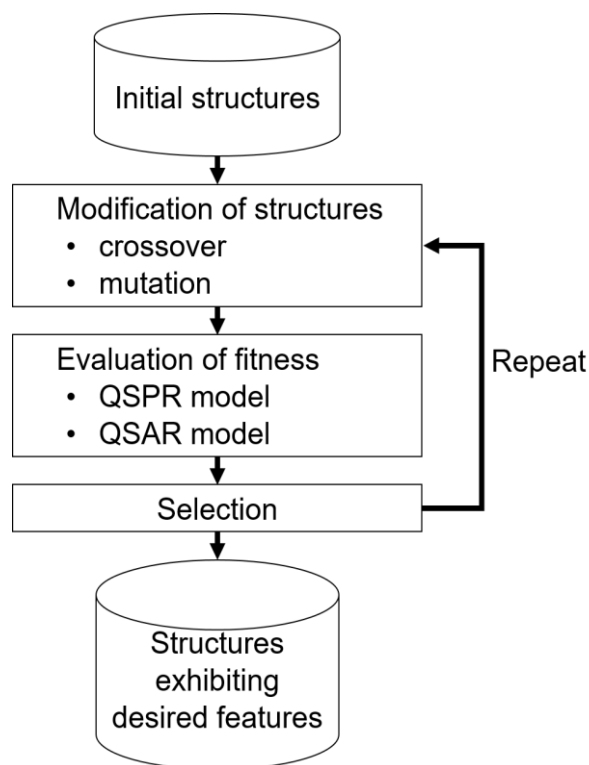 Initial structures
Modification of structures
• crossover
• mutation
Evaluation of fitness
• QSPR model
• QSAR model
Repeat
Selection
Structures
exhibiting
desired features